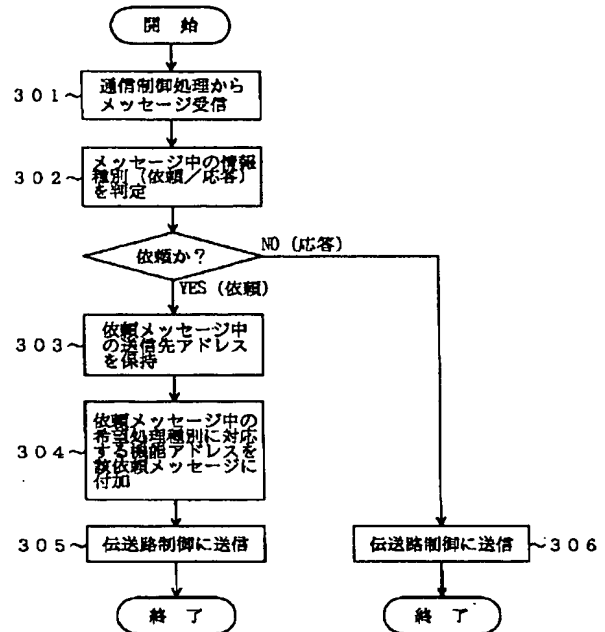 開 始
301
通信制御処理から
メッセージ受信
302
メッセージ中の情報
種別(依頼/応答)
を判定
依頼か?
NO(応答)
YES(依頼)
303
依頼メッセージ中
の送信先アドレス
を保持
304
依頼メッセージ中の
希望処理種別に対応
する機能アドレスを
該依頼メッセージに
付加
305
伝送路制御に送信
伝送路制御に送信
306
終 了
終 了